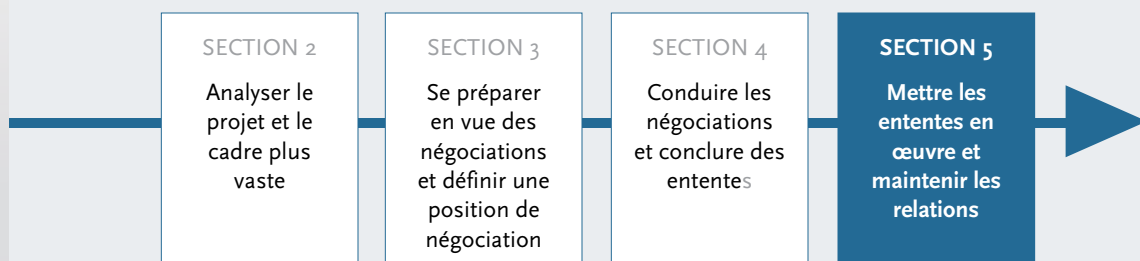 SECTION 2
Analyser le
projet et le
cadre plus
vaste
SECTION 3
Se préparer
en vue des
négociations
et définir une
position de
négociation
SECTION 4
Conduire les
négociations
et conclure des
ententes
SECTION 5
Mettre les
ententes en
œuvre et
maintenir les
relations